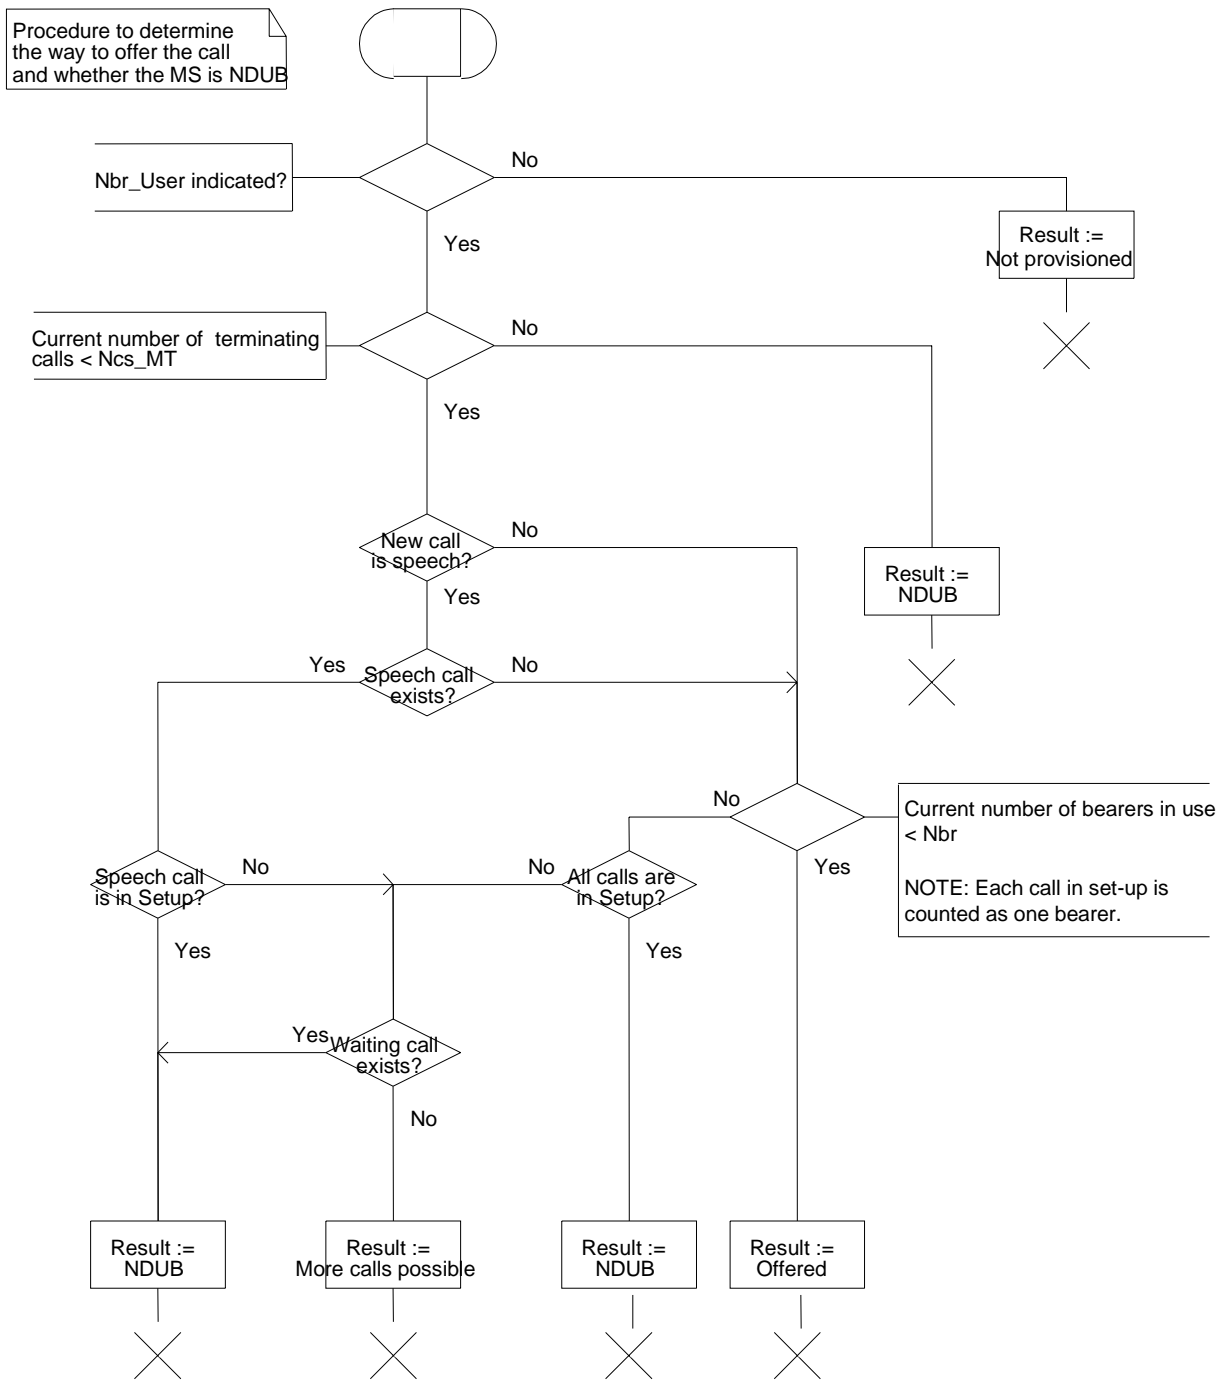 Procedure to determine
the way to offer the call
and whether the MS is NDUB
No
Nbr_User indicated?
Yes
Result :=
Not provisioned
No
Current number of  terminating
calls < Ncs_MT
Yes
No
New call
is speech?
Result :=
NDUB
Yes
Yes
Speech call
exists?
No
No
Current number of bearers in use
< Nbr
NOTE: Each call in set-up is
counted as one bearer.
Yes
Speech call
is in Setup?
No
No
All calls are
in Setup?
Yes
Yes
Yes
Waiting call
exists?
No
Result :=
NDUB
Result :=
More calls possible
Result :=
NDUB
Result :=
Offered